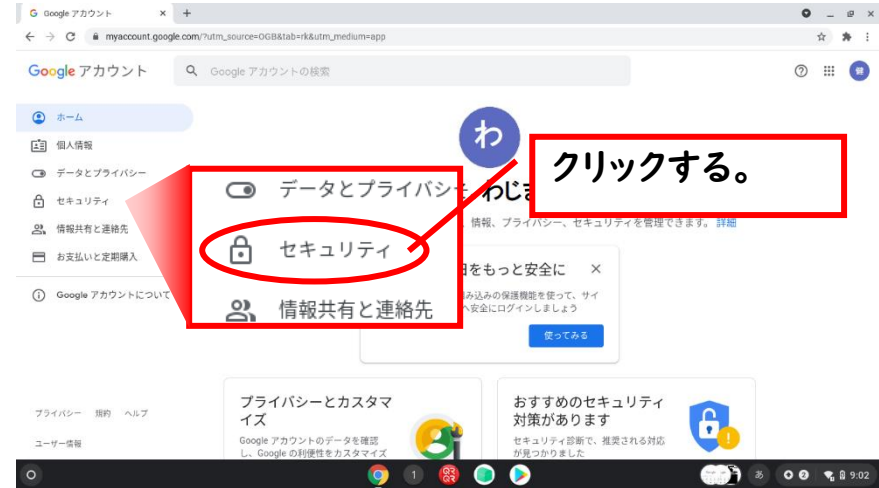 Google アカウント
myaccount.google.com/?utm_source=OGB&tab=rk&utm_medium=app
Google アカウント
Google アカウントの検索
ホーム
個人情報
データとプライバシー
セキュリティ
情報共有と連絡先
お支払いと定期購入
Google アカウントについて
プライバシー 規約 ヘルプ
ユーザー情報
わ
クリックする。
データとプライバシー
セキュリティ
情報共有と連絡先
わじま
情報、プライバシー、セキュリティを管理できます。 詳細
をもっと安全に
組み込みの保護機能を使って、サイ
へ安全にログインしましょう
使ってみる
プライバシーとカスタマ
イズ
Google アカウントのデータを確認
し、Google の利便性をカスタマイズ
おすすめのセキュリティ
対策があります
セキュリティ診断で、推奨される対応
が見つかりました
1
あ
2
9:02